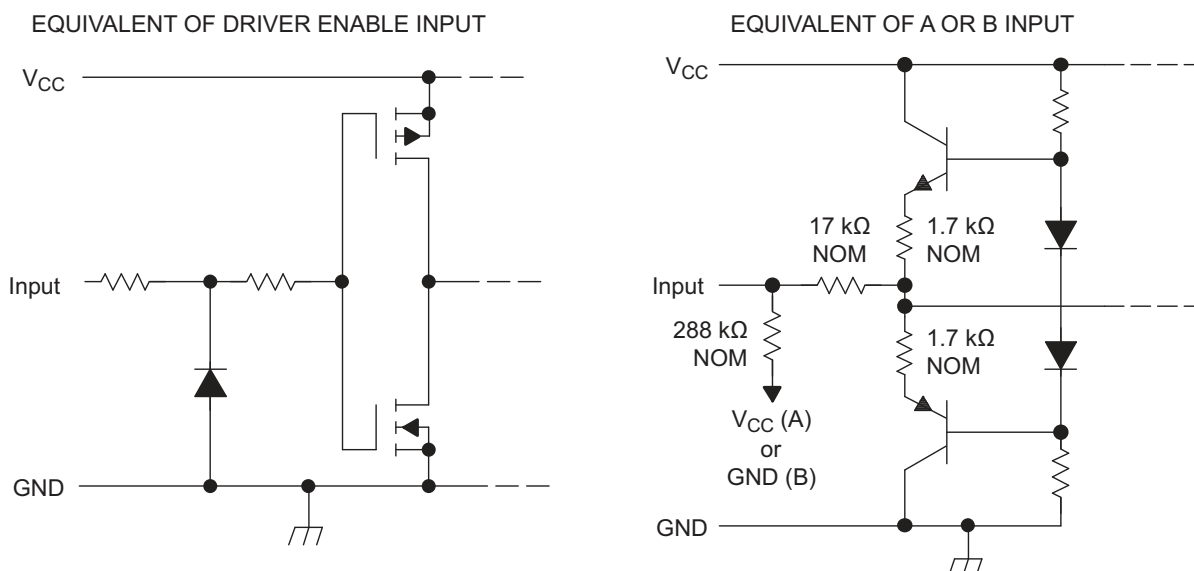 EQUIVALENT OF DRIVER ENABLE INPUT
VCC
Input
GND
EQUIVALENT OF A OR B INPUT
VCC
17 kΩ
NOM
1.7 kΩ
NOM
Input
288 kΩ
NOM
1.7 kΩ
NOM
VCC (A)
or
GND (B)
GND